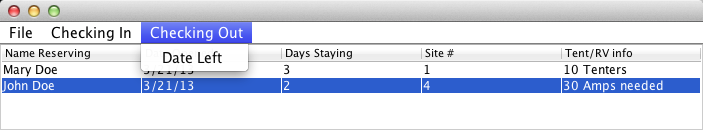 File Checking In Checking Out
Date Left
Name Reserving Days Staying Site # Tent/RV info
Mary Doe 3/21/13 3 1 10 Tenters
John Doe 3/21/13 2 4 30 Amps needed